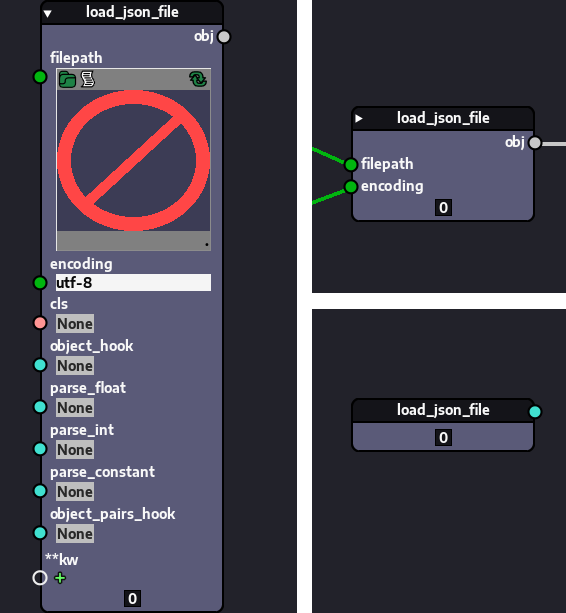 load_json_file
obj
filepath
encoding
utf-8
cls
None
object_hook
None
parse_float
None
parse_int
None
parse_constant
None
object_pairs_hook
None
**kw
+
0
load_json_file
obj
filepath
encoding
0
load_json_file
0